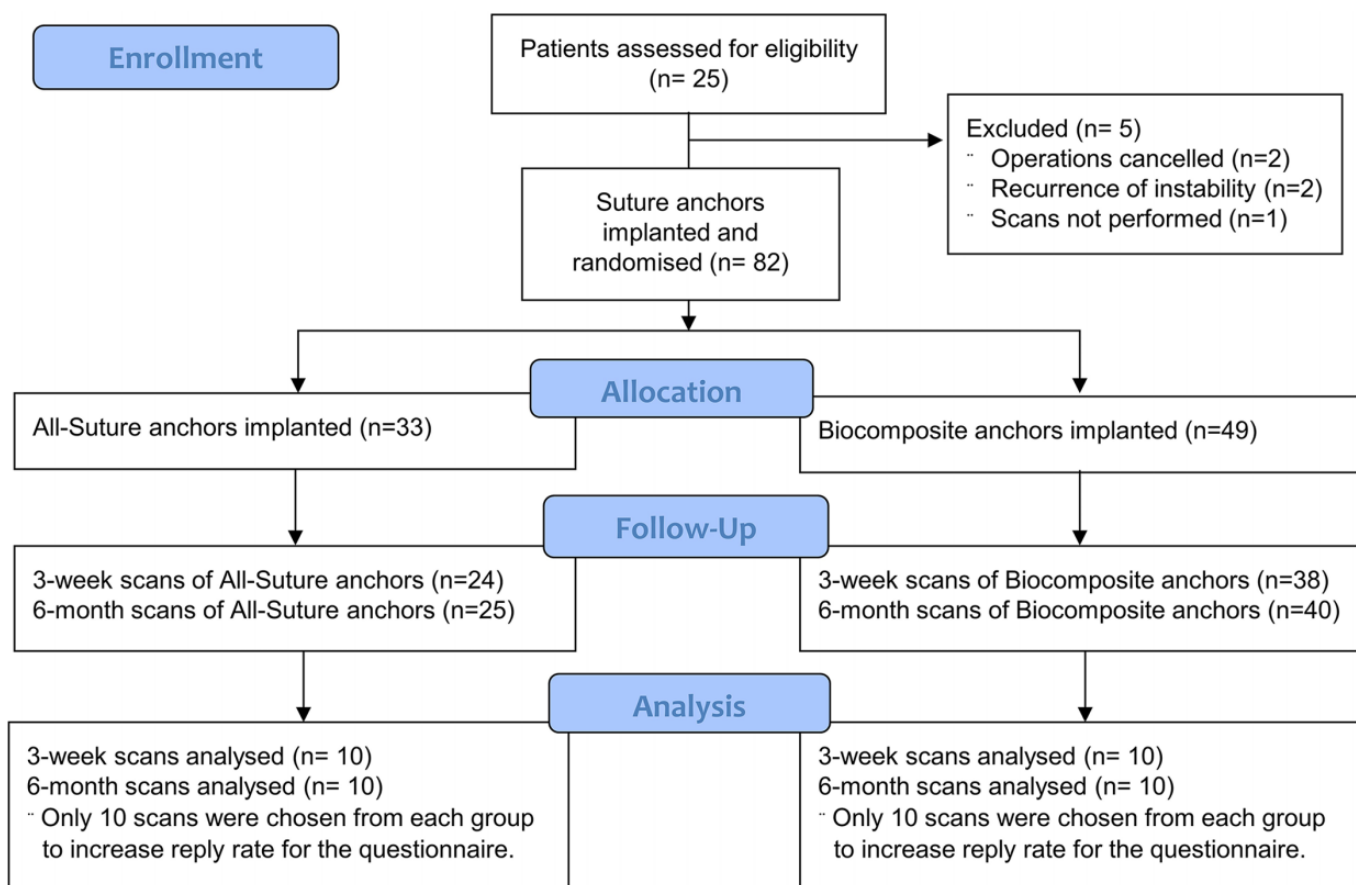 Enrollment
Patients assessed for eligibility
(n= 25)
Excluded (n= 5)
¨ Operations cancelled (n=2)
¨ Recurrence of instability (n=2)
¨ Scans not performed (n=1)
Suture anchors
implanted and
randomised (n= 82)
Allocation
All-Suture anchors implanted (n=33)
Biocomposite anchors implanted (n=49)
Follow-Up
3-week scans of All-Suture anchors (n=24)
6-month scans of All-Suture anchors (n=25)
3-week scans of Biocomposite anchors (n=38)
6-month scans of Biocomposite anchors (n=40)
Analysis
3-week scans analysed (n= 10)
6-month scans analysed (n= 10)
¨ Only 10 scans were chosen from each group
to increase reply rate for the questionnaire.
3-week scans analysed (n= 10)
6-month scans analysed (n= 10)
¨ Only 10 scans were chosen from each group
to increase reply rate for the questionnaire.